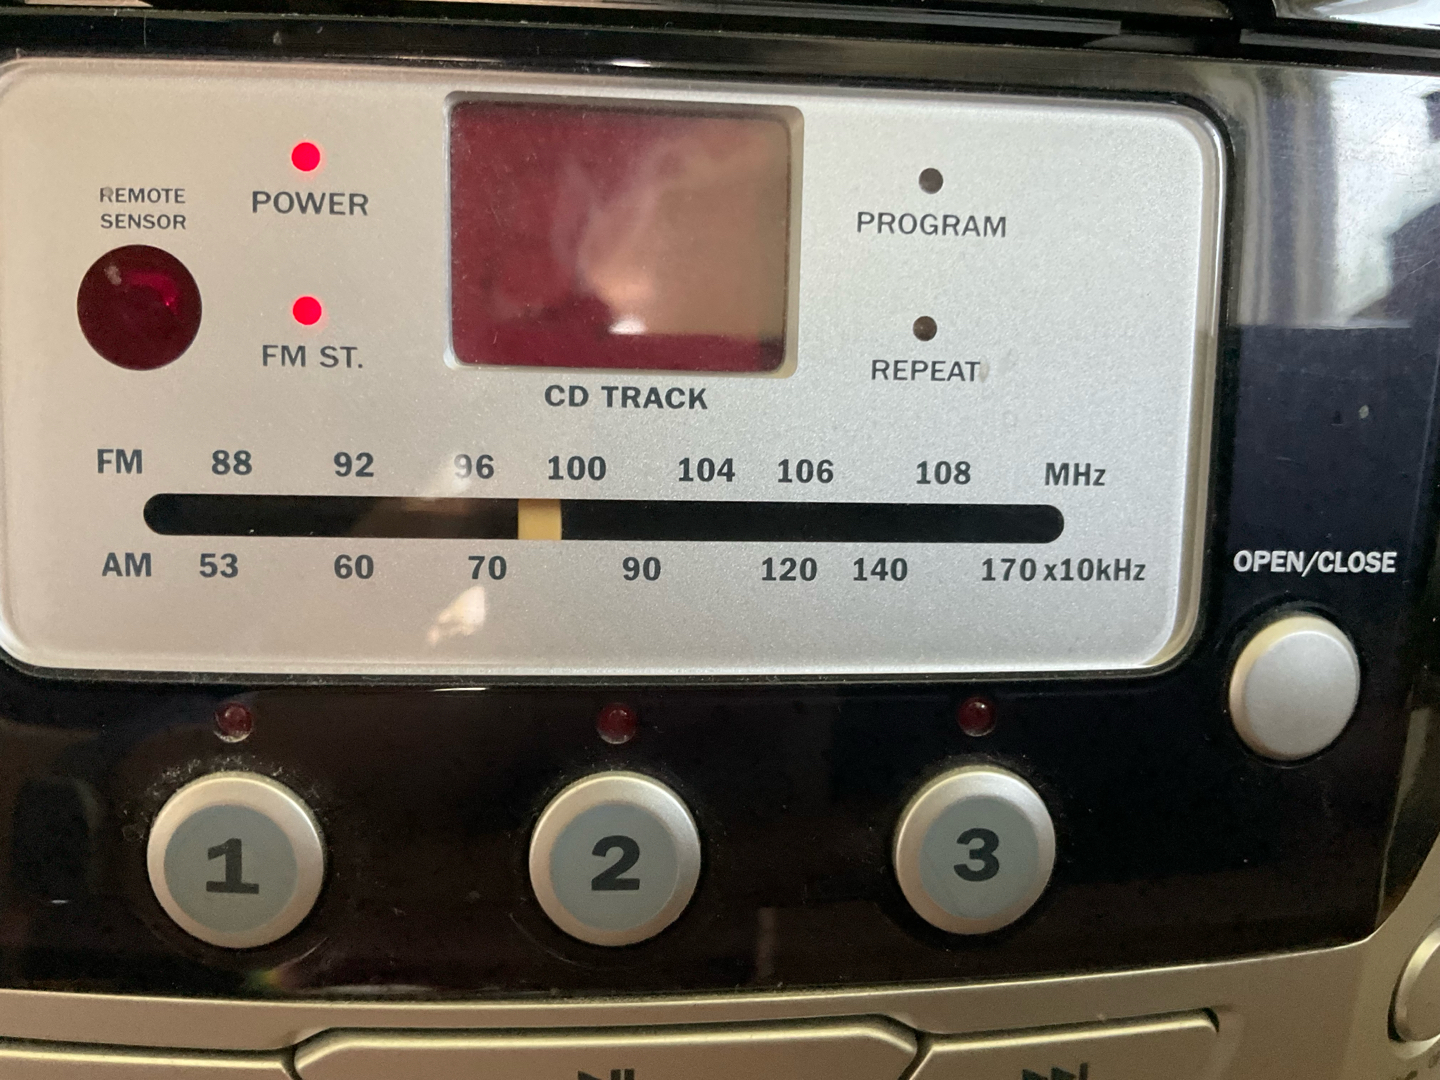 REMOTE
SENSOR
POWER
FM ST.
CD TRACK
PROGRAM
REPEAT
FM 88 92 96 100 104 106 108 MHz
AM 53 60 70 90 120 140 170 x10kHz
OPEN/CLOSE
1 2 3